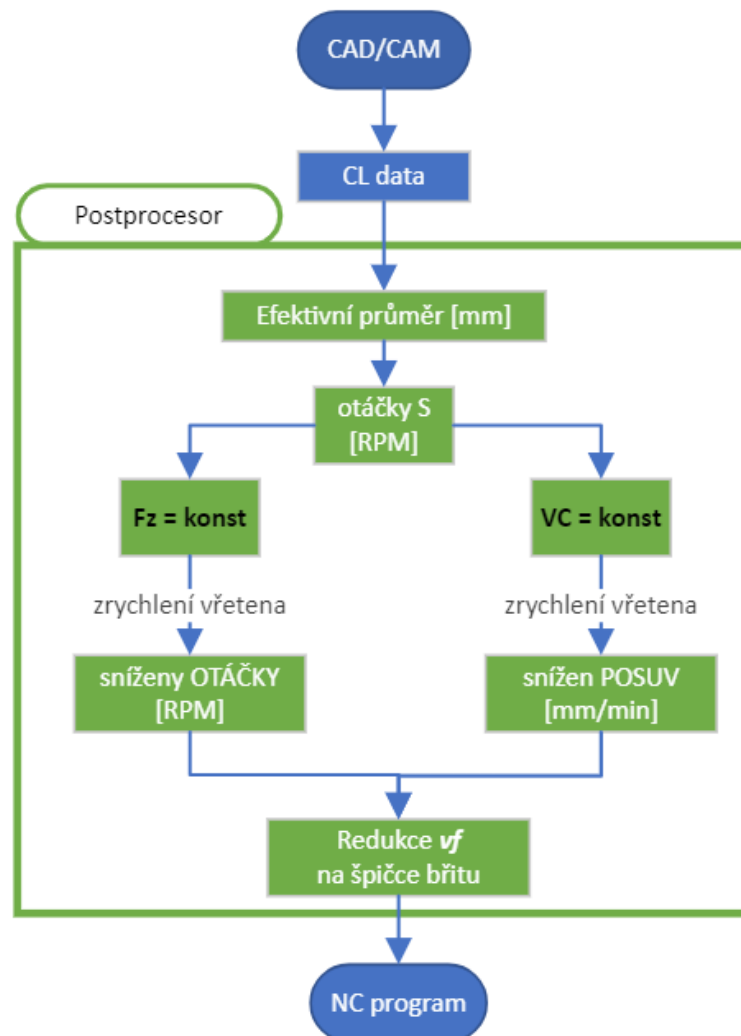 CAD/CAM
CL data
Postprocesor
Efektivní průměr [mm]
otáčky S
[RPM]
Fz = konst
VC = konst
zrychlení vřetena
zrychlení vřetena
sníženy OTÁČKY
[RPM]
snížen POSUV
[mm/min]
Redukce vf
na špičce břitu
NC program